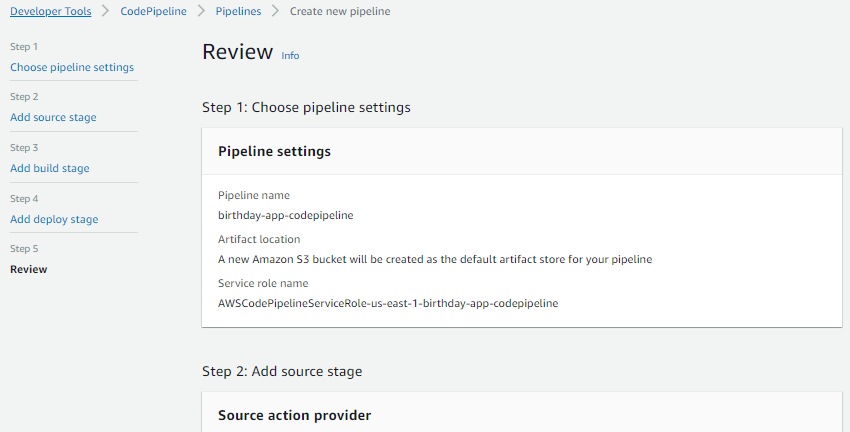 Developer Tools > CodePipeline > Pipelines > Create new pipeline
Step 1
Choose pipeline settings
Step 2
Add source stage
Step 3
Add build stage
Step 4
Add deploy stage
Step 5
Review
Review Info
Step 1: Choose pipeline settings
Pipeline settings
Pipeline name
birthday-app-codepipeline
Artifact location
A new Amazon S3 bucket will be created as the default artifact store for your pipeline
Service role name
AWSCodePipelineServiceRole-us-east-1-birthday-app-codepipeline
Step 2: Add source stage
Source action provider